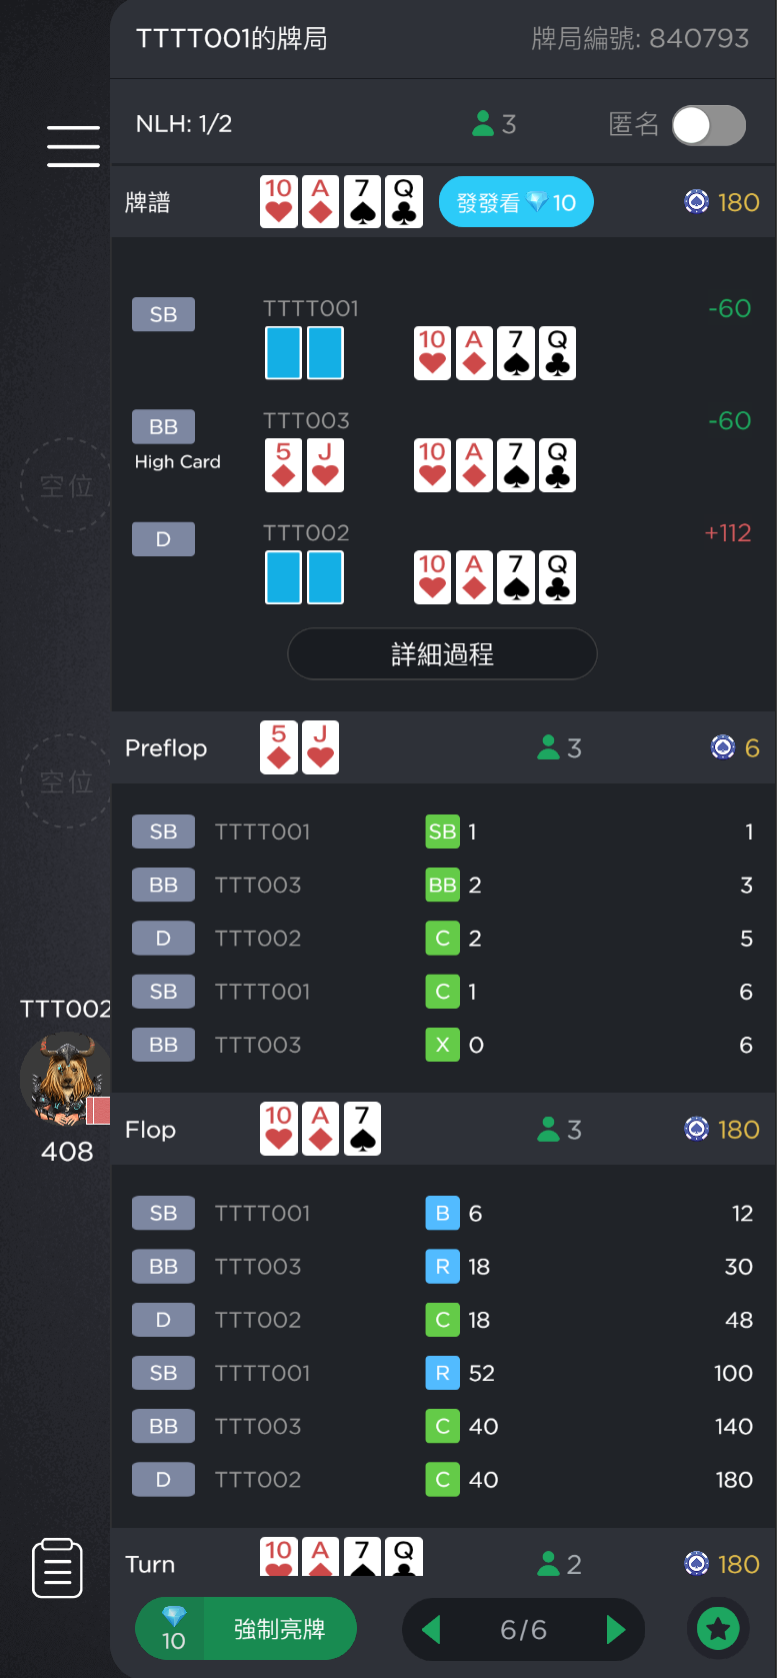 TTTT001的牌局 牌局編號: 840793
NLH: 1/2 3 匿名
牌譜 10 A 7 Q 發發看 10 180
SB TTTT001 -60
10 A 7 Q
BB TTT003 -60
High Card 5 J 10 A 7 Q
空位
D TTT002 +112
10 A 7 Q
詳細過程
Preflop 5 J 3 6
空位
SB TTTT001 SB 1 1
BB TTT003 BB 2 3
D TTT002 C 2 5
SB TTTT001 C 1 6
TTT002
BB TTT003 X 0 6
Flop 10 A 7 3 180
408
SB TTTT001 B 6 12
BB TTT003 R 18 30
D TTT002 C 18 48
SB TTTT001 R 52 100
BB TTT003 C 40 140
D TTT002 C 40 180
Turn 10 A 7 Q 2 180
10 強制亮牌 6/6